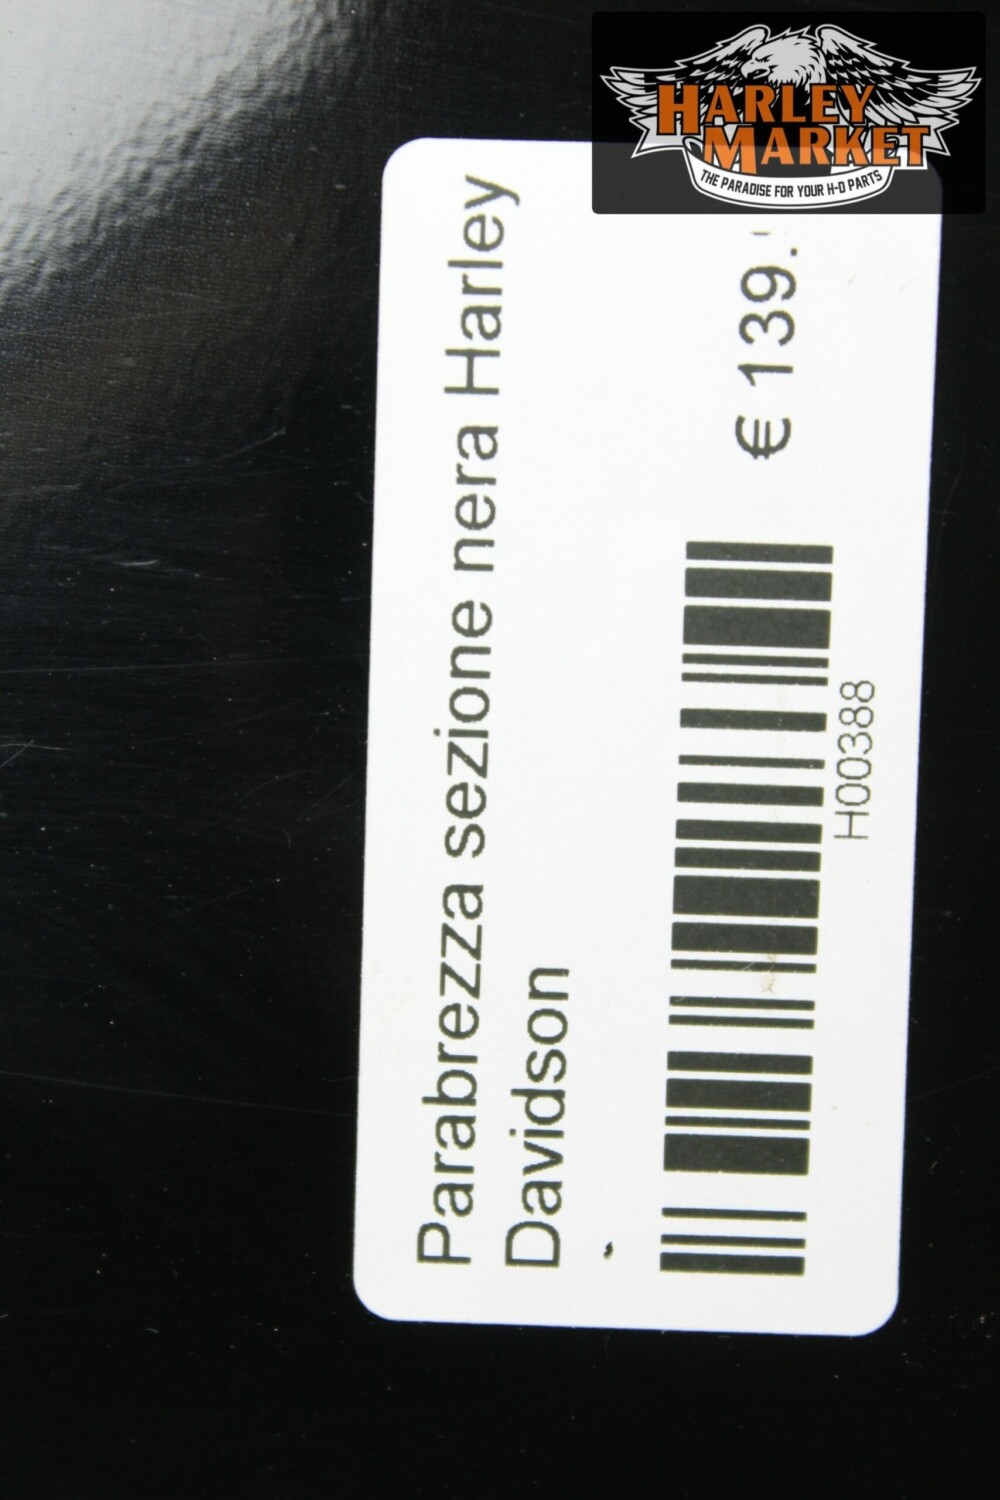 HARLEY
MARKET
THE PARADISE FOR YOUR H-D PARTS
Parabrezza sezione nera Harley
Davidson
€ 139.
H00388